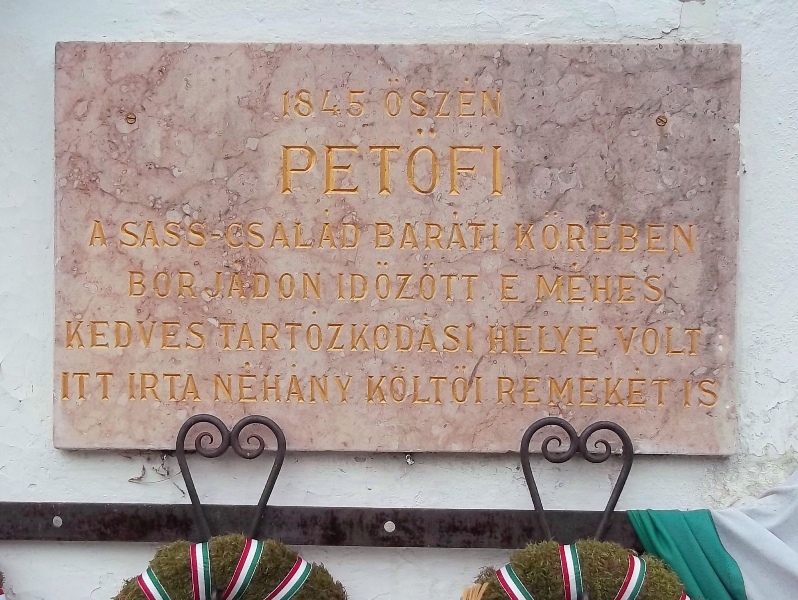 1845 ŐSZÉN
PETŐFI
A SASS-CSALÁD BARÁTI KÖRÉBEN
BORJÁDON IDŐZÖTT E MÉHES
KEDVES TARTÓZKODÁSI HELYE VOLT
ITT IRTA NÉHÁNY KÖLTŐI REMEKÉT IS